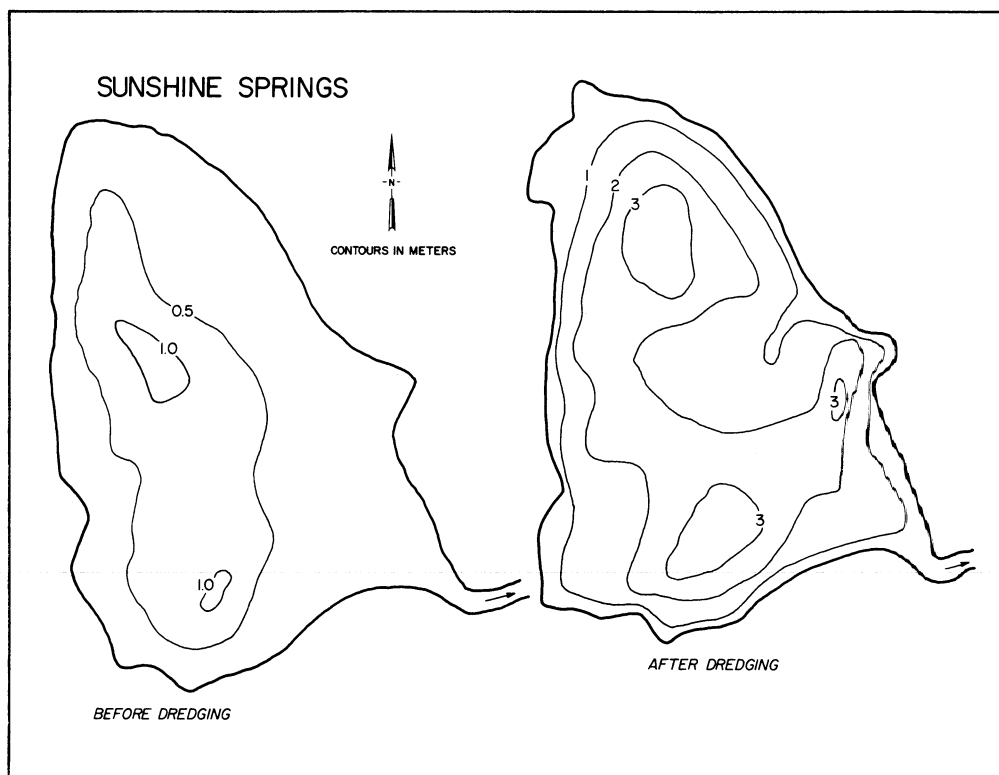 SUNSHINE SPRINGS
-N-
CONTOURS IN METERS
0.5
1.0
1.0
BEFORE DREDGING
1
2
3
3
3
AFTER DREDGING